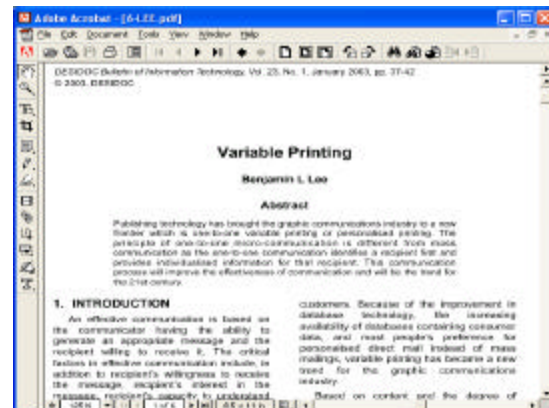 Adobe Acrobat - [6-LEE.pdf]
File Edit Document Tools View Window Help
DESIDOC Bulletin of Information Technology, Vol. 23, No. 1, January 2003, pp. 37-42
© 2003, DESIDOC
Variable Printing
Benjamin L Lee
Abstract
Publishing technology has brought the graphic communications industry to a new
frontier which is one-to-one variable printing or personalised printing. The
principle of one-to-one micro-communication is different from mass
communication as the one-to-one communication identifies a recipient first and
provides individualised information for that recipient. This communication
process will improve the effectiveness of communication and will be the trend for
the 21st century.
1. INTRODUCTION
An effective communication is based on
the communicator having the ability to
generate an appropriate message and the
recipient willing to receive it. The critical
factors in effective communication include, in
addition to recipient's willingness to receive
the message, recipient's interest in the
message, recipient's capacity to understand
customers. Because of the improvement in
database technology, the increasing
availability of databases containing consumer
data, and most people's preference for
personalised direct mail instead of mass
mailings, variable printing has became a new
trend for the graphic communications
industry.
Based on content and the degree of
1 of 6